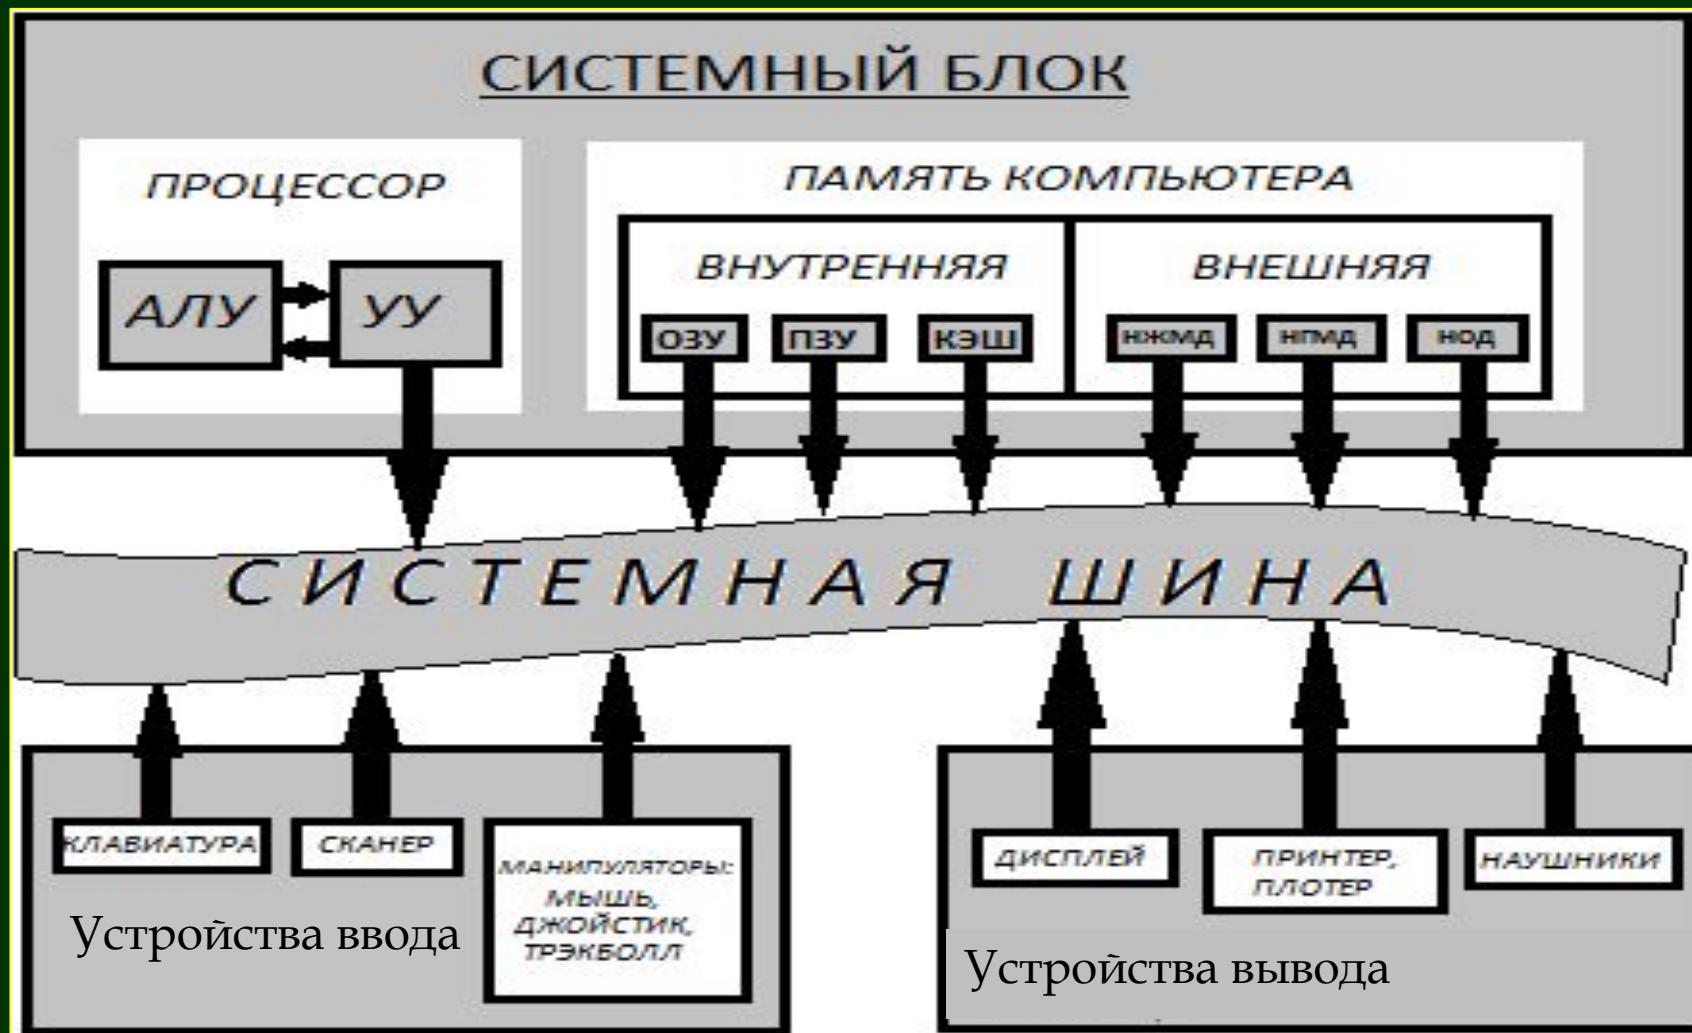 СИСТЕМНЫЙ БЛОК
ПРОЦЕССОР
АЛУ
УУ
ПАМЯТЬ КОМПЬЮТЕРА
ВНУТРЕННЯЯ
ВНЕШНЯЯ
ОЗУ
ПЗУ
КЭШ
НЖМД
НГМД
НОД
СИСТЕМНАЯ ШИНА
КЛАВИАТУРА
СКАНЕР
МАНИПУЛЯТОРЫ:
МЫШЬ,
ДЖОЙСТИК,
ТРЭКБОЛЛ
Устройства ввода
ДИСПЛЕЙ
ПРИНТЕР,
ПЛОТЕР
НАУШНИКИ
Устройства вывода